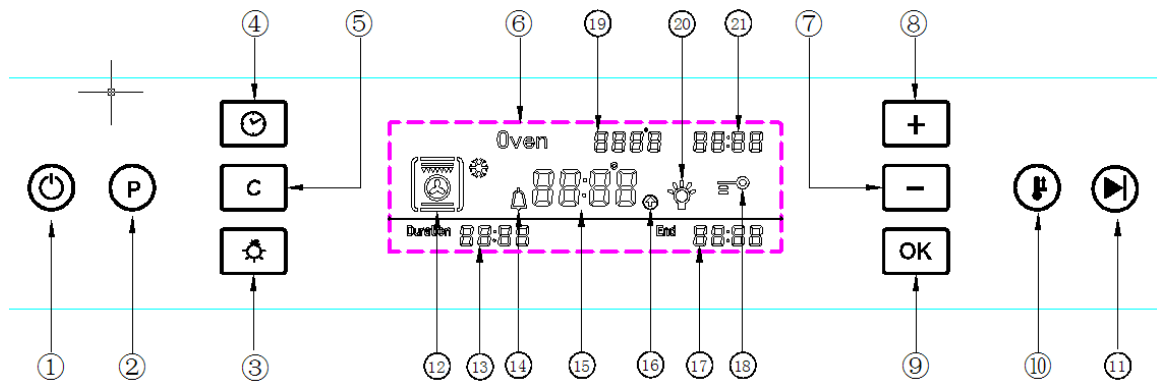 ④ ⑤ ⑥ ⑲ ⑳ ㉑ ⑦ ⑧
Oven 88:88
+
P C 88:88 −
Duration 88:88 End 88:88
OK
① ② ③ ⑫ ⑬ ⑭ ⑮ ⑯ ⑰ ⑱ ⑨ ⑩ ⑪